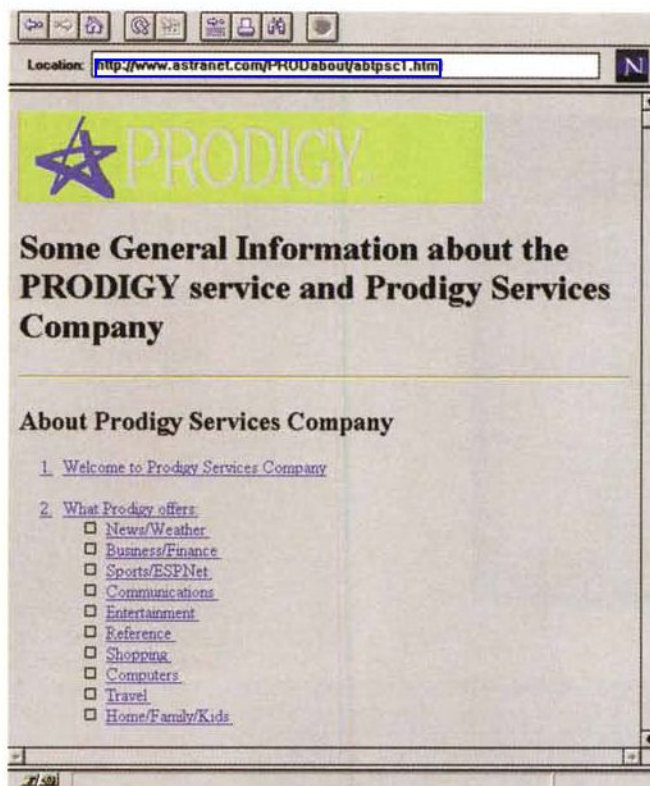 Location: http://www.astranet.com/PRODabout/abtpsc1.html
N
PRODIGY
Some General Information about the
PRODIGY service and Prodigy Services
Company
About Prodigy Services Company
1. Welcome to Prodigy Services Company
2. What Prodigy offers:
News/Weather
Business/Finance
Sports/ESPNet
Communications
Entertainment
Reference
Shopping
Computers
Travel
Home/Family/Kids